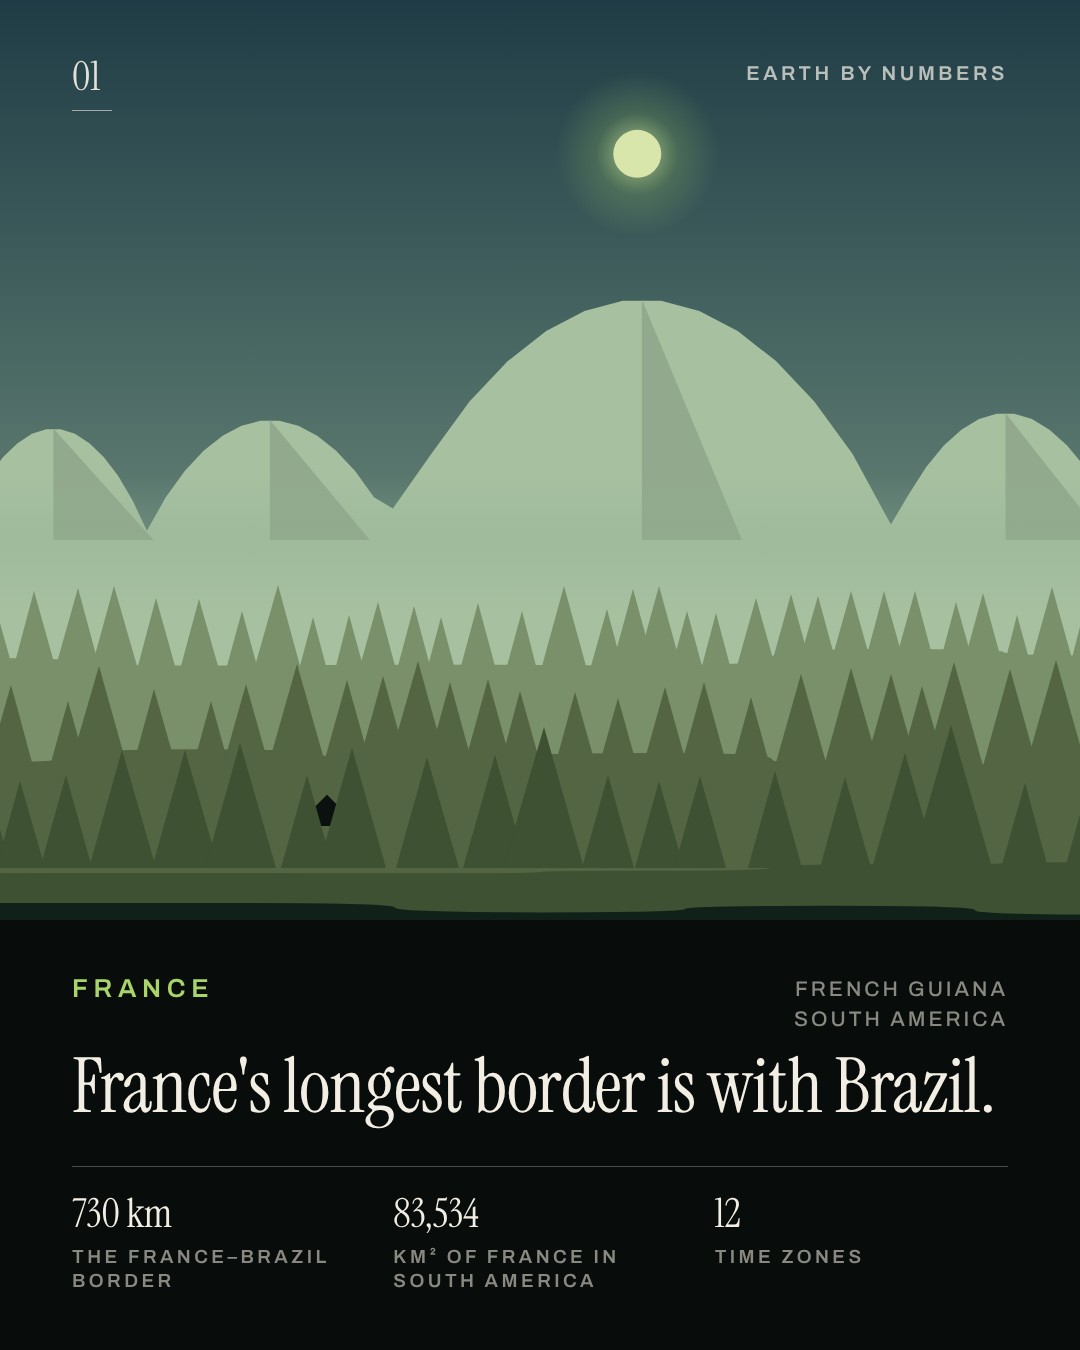 01
EARTH BY NUMBERS
FRANCE
FRENCH GUIANA
SOUTH AMERICA
France's longest border is with Brazil.
730 km
THE FRANCE–BRAZIL
BORDER
83,534
KM² OF FRANCE IN
SOUTH AMERICA
12
TIME ZONES